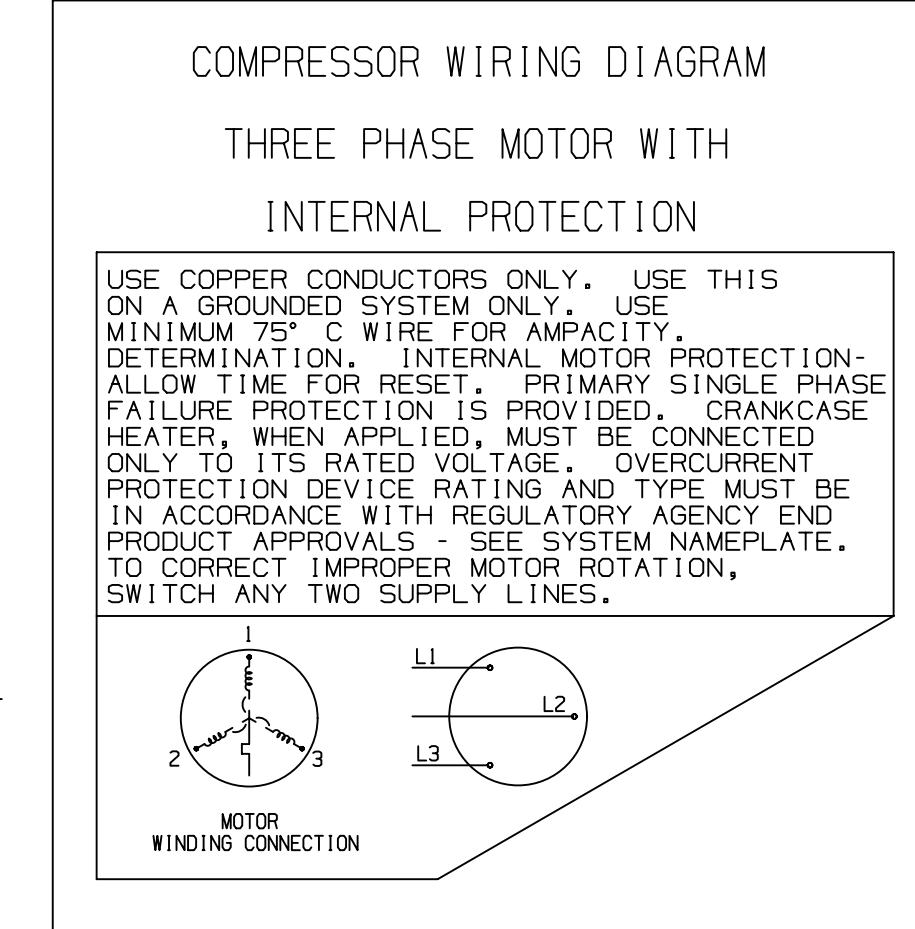 COMPRESSOR WIRING DIAGRAM
THREE PHASE MOTOR WITH
INTERNAL PROTECTION
USE COPPER CONDUCTORS ONLY. USE THIS
ON A GROUNDED SYSTEM ONLY. USE
MINIMUM 75° C WIRE FOR AMPACITY.
DETERMINATION. INTERNAL MOTOR PROTECTION-
ALLOW TIME FOR RESET. PRIMARY SINGLE PHASE
FAILURE PROTECTION IS PROVIDED. CRANKCASE
HEATER, WHEN APPLIED, MUST BE CONNECTED
ONLY TO ITS RATED VOLTAGE. OVERCURRENT
PROTECTION DEVICE RATING AND TYPE MUST BE
IN ACCORDANCE WITH REGULATORY AGENCY END
PRODUCT APPROVALS - SEE SYSTEM NAMEPLATE.
TO CORRECT IMPROPER MOTOR ROTATION,
SWITCH ANY TWO SUPPLY LINES.
1
2
3
MOTOR
WINDING CONNECTION
L1
L2
L3